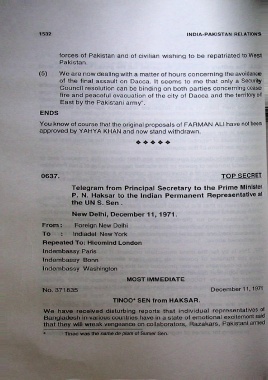 1532 INDIA-PAKISTAN RELATIONS
forces of Pakistan and of civilian wishing to be repatriated to West
Pakistan.
(5) We are now dealing with a matter of hours concerning the avoidance
of the final assault on Dacca. It seems to me that only a Security
Council resolution can be binding on both parties concerning cease
fire and peaceful evacuation of the city of Dacca and the territory of
East by the Pakistani army".
ENDS
You know of course that the original proposals of FARMAN ALI have not been
approved by YAHYA KHAN and now stand withdrawn.
0637. TOP SECRET
Telegram from Principal Secretary to the Prime Minister
P. N. Haksar to the Indian Permanent Representative at
the UN S. Sen.
New Delhi, December 11, 1971.
From: Foreign New Delhi
To : Indiadel New York
Repeated To: Hicomind London
Indembassy Paris
Indembassy Bonn
Indembassy Washington
MOST IMMEDIATE
No. 371635 December 11, 1971
TINOO* SEN from HAKSAR.
We have received disturbing reports that individual representatives of
Bangladesh in various countries have in a state of emotional excitement said
that they will wreak vengeance on collaborators, Razakars, Pakistani armed
* Tinoo was the name of Samar Sen.